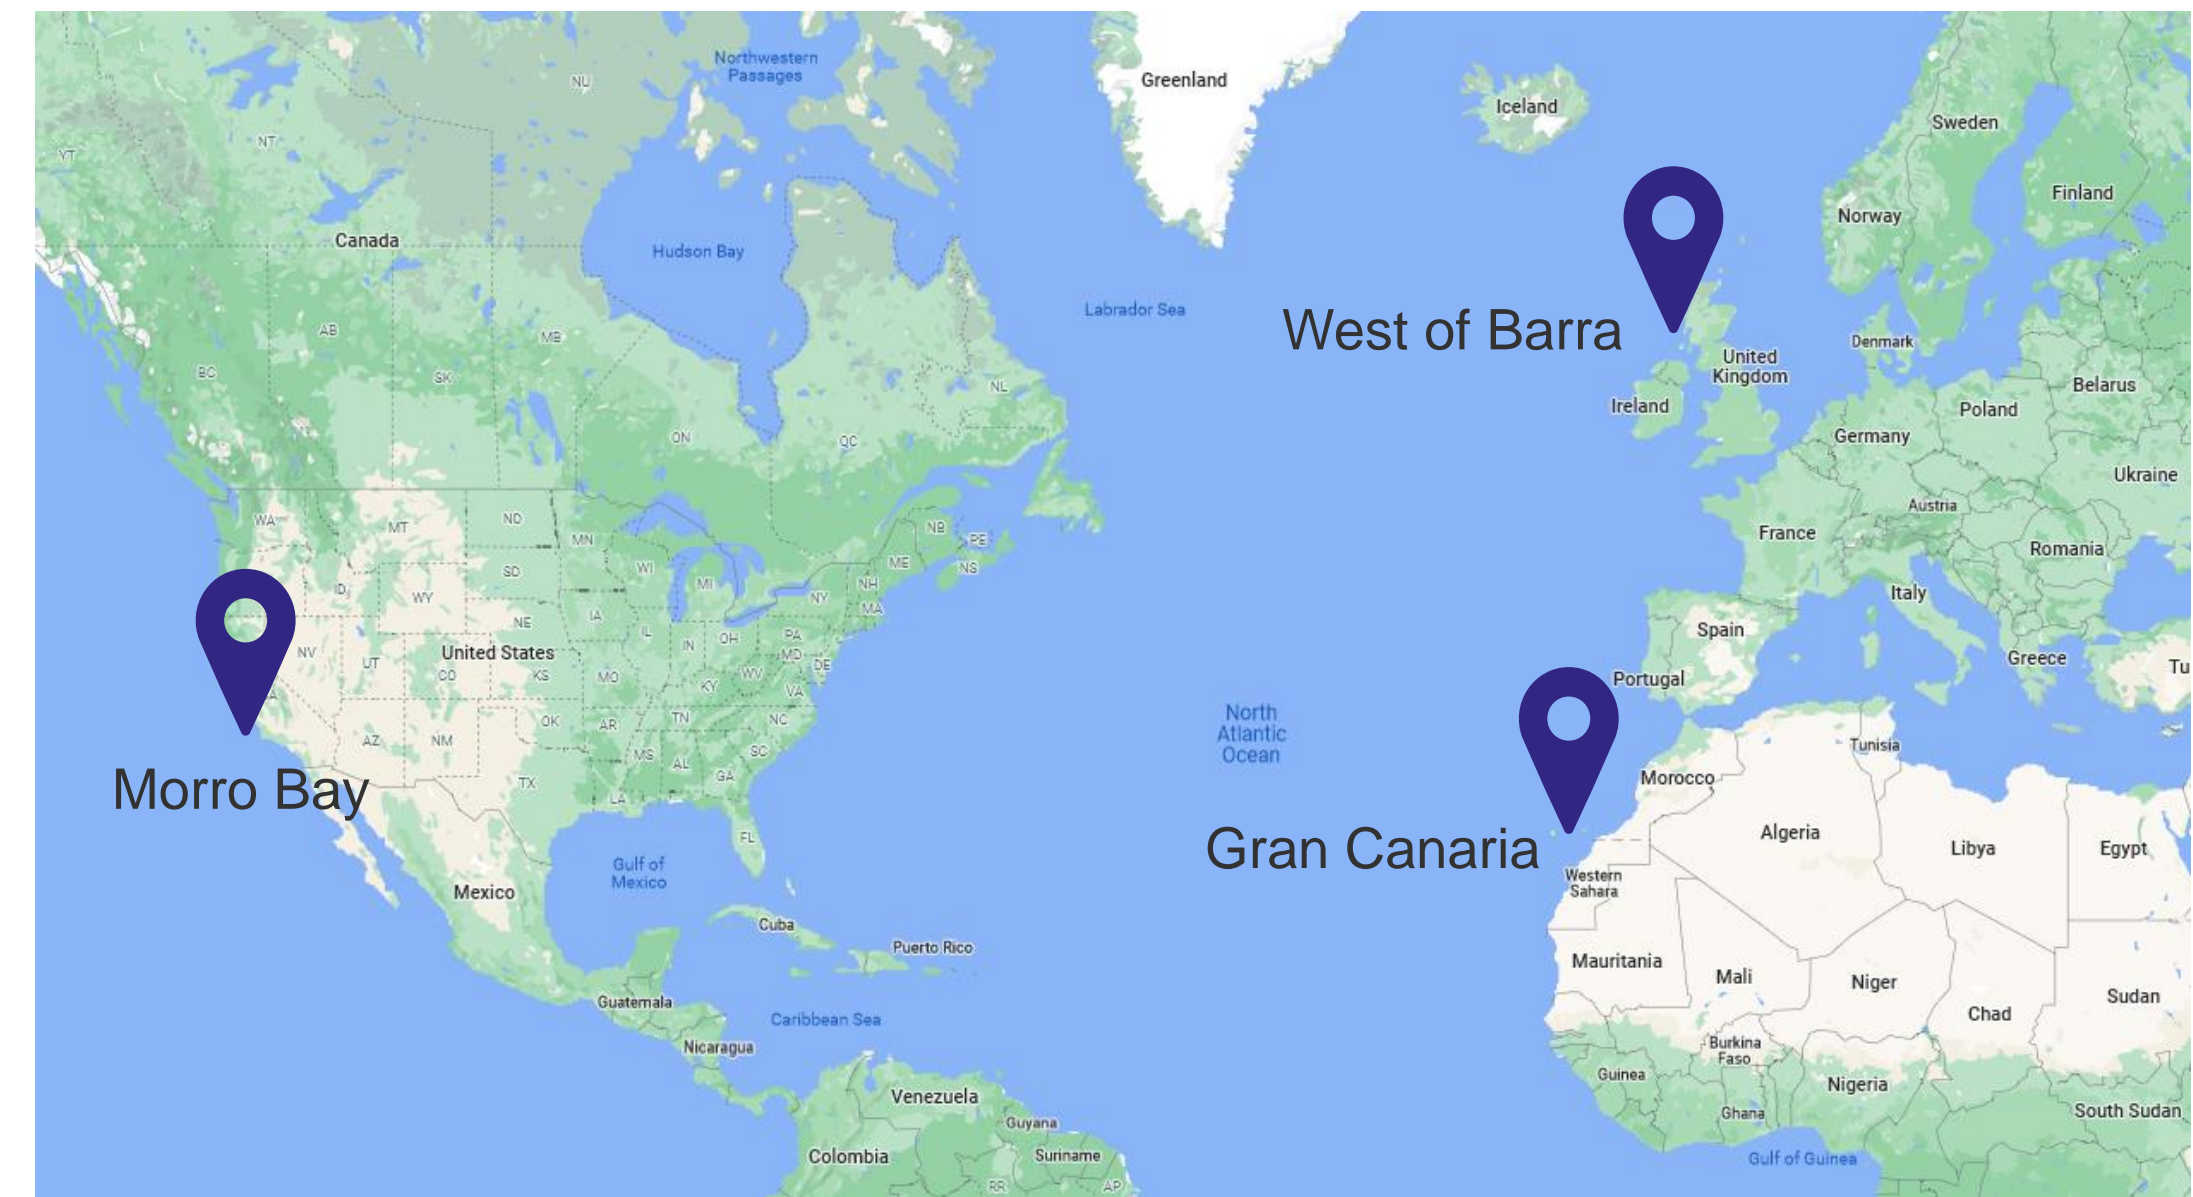 Northwestern
Passages
NU
Greenland
Iceland
Sweden
NT
YT
Finland
Norway
Canada
Hudson Bay
Labrador Sea
West of Barra
AB
MB
Denmark
United
Kingdom
BC
SK
NL
Belarus
Ireland
Poland
ON
QC
Germany
Ukraine
Austria
WA
MT
ND
NB
PE
France
MN
Romania
ME
NS
WI
SD
MI
NH
ID
WY
NY
Italy
MA
NE
IA
IL
OH
PA
Spain
IN
NV
United States
MD
DE
Greece
UT
CO
KS
MO
WV
KY
VA
Tu
Portugal
A
North
Atlantic
Ocean
OK
AR
TN
NC
AZ
NM
MS
SC
AL
GA
Tunisia
Morocco
TX
LA
Morro Bay
FL
Algeria
Gran Canaria
Libya
Egypt
Gulf of
Mexico
Western
Sahara
Mexico
Cuba
Puerto Rico
Mauritania
Mali
Niger
Sudan
Guatemala
Caribbean Sea
Chad
Nicaragua
Burkina
Faso
Guinea
Nigeria
Venezuela
Ghana
South Sudan
Guyana
Colombia
Suriname
Gulf of Guinea
RR
AP